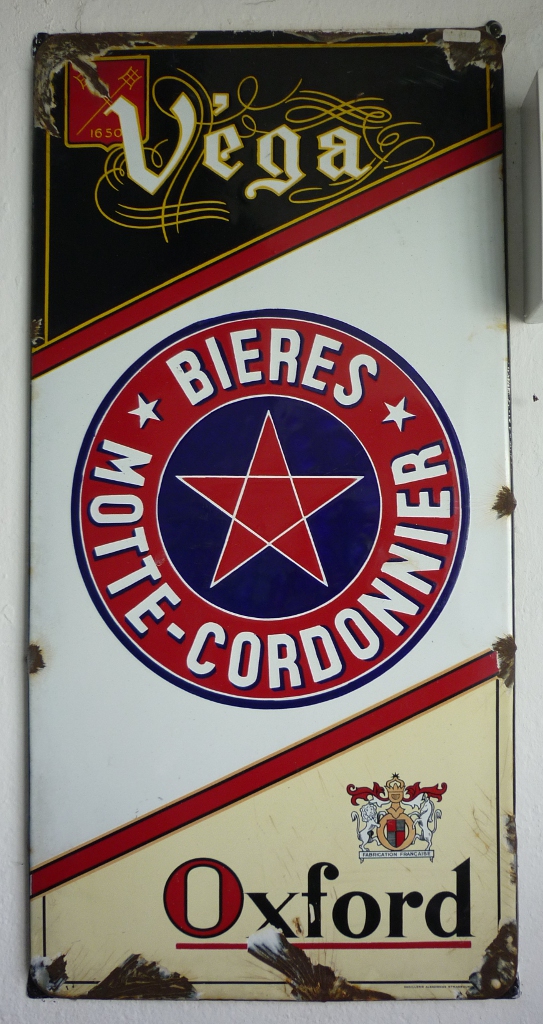 1650
Véga
BIERES
MOTTE-CORDONNIER
FABRICATION FRANÇAISE
Oxford